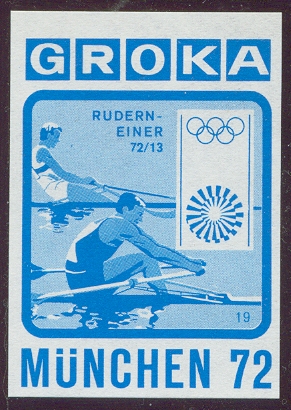 GROKA
RUDERN-
EINER
72/13
19
MÜNCHEN 72